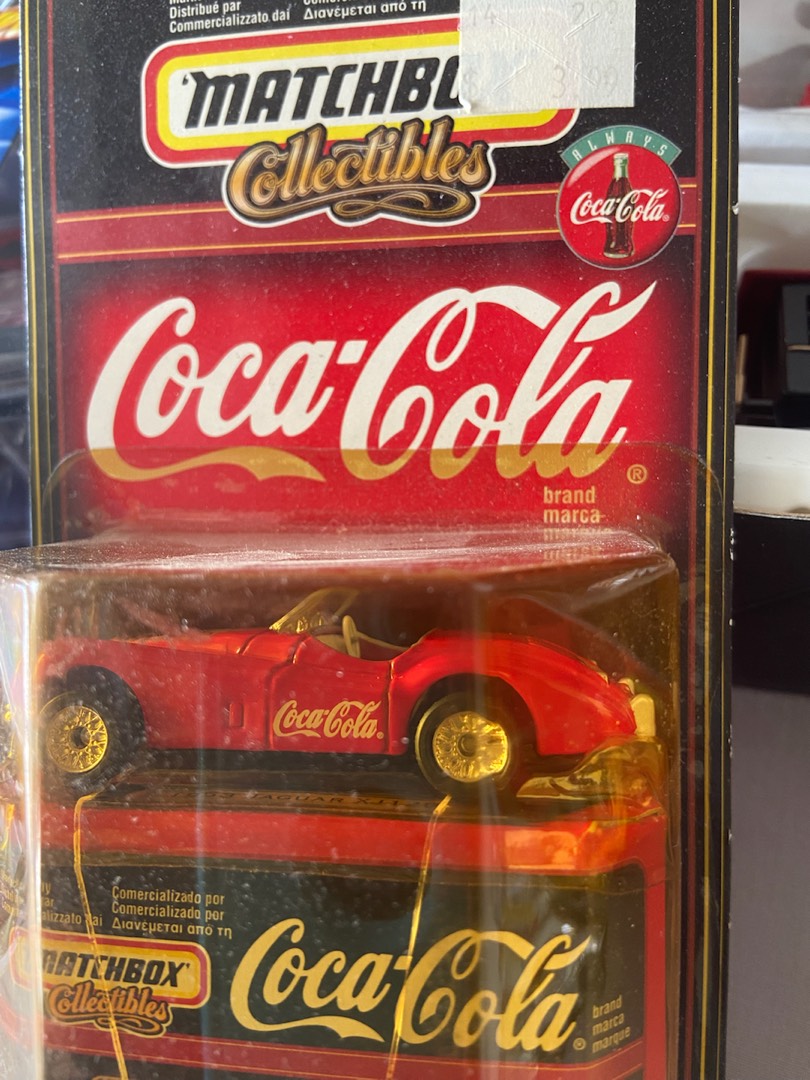 Distribué par
Commercializzato dai
Διανέμεται από τη
MATCHBO
Collectibles
ALWAYS
Coca-Cola®
Coca-Cola®
brand
marca
Coca-Cola®
JAGUAR
Comercializado por
Comercializado por
Διανέμεται από τη
MATCHBOX
Collectibles
Coca-Cola®
brand
marca
marque